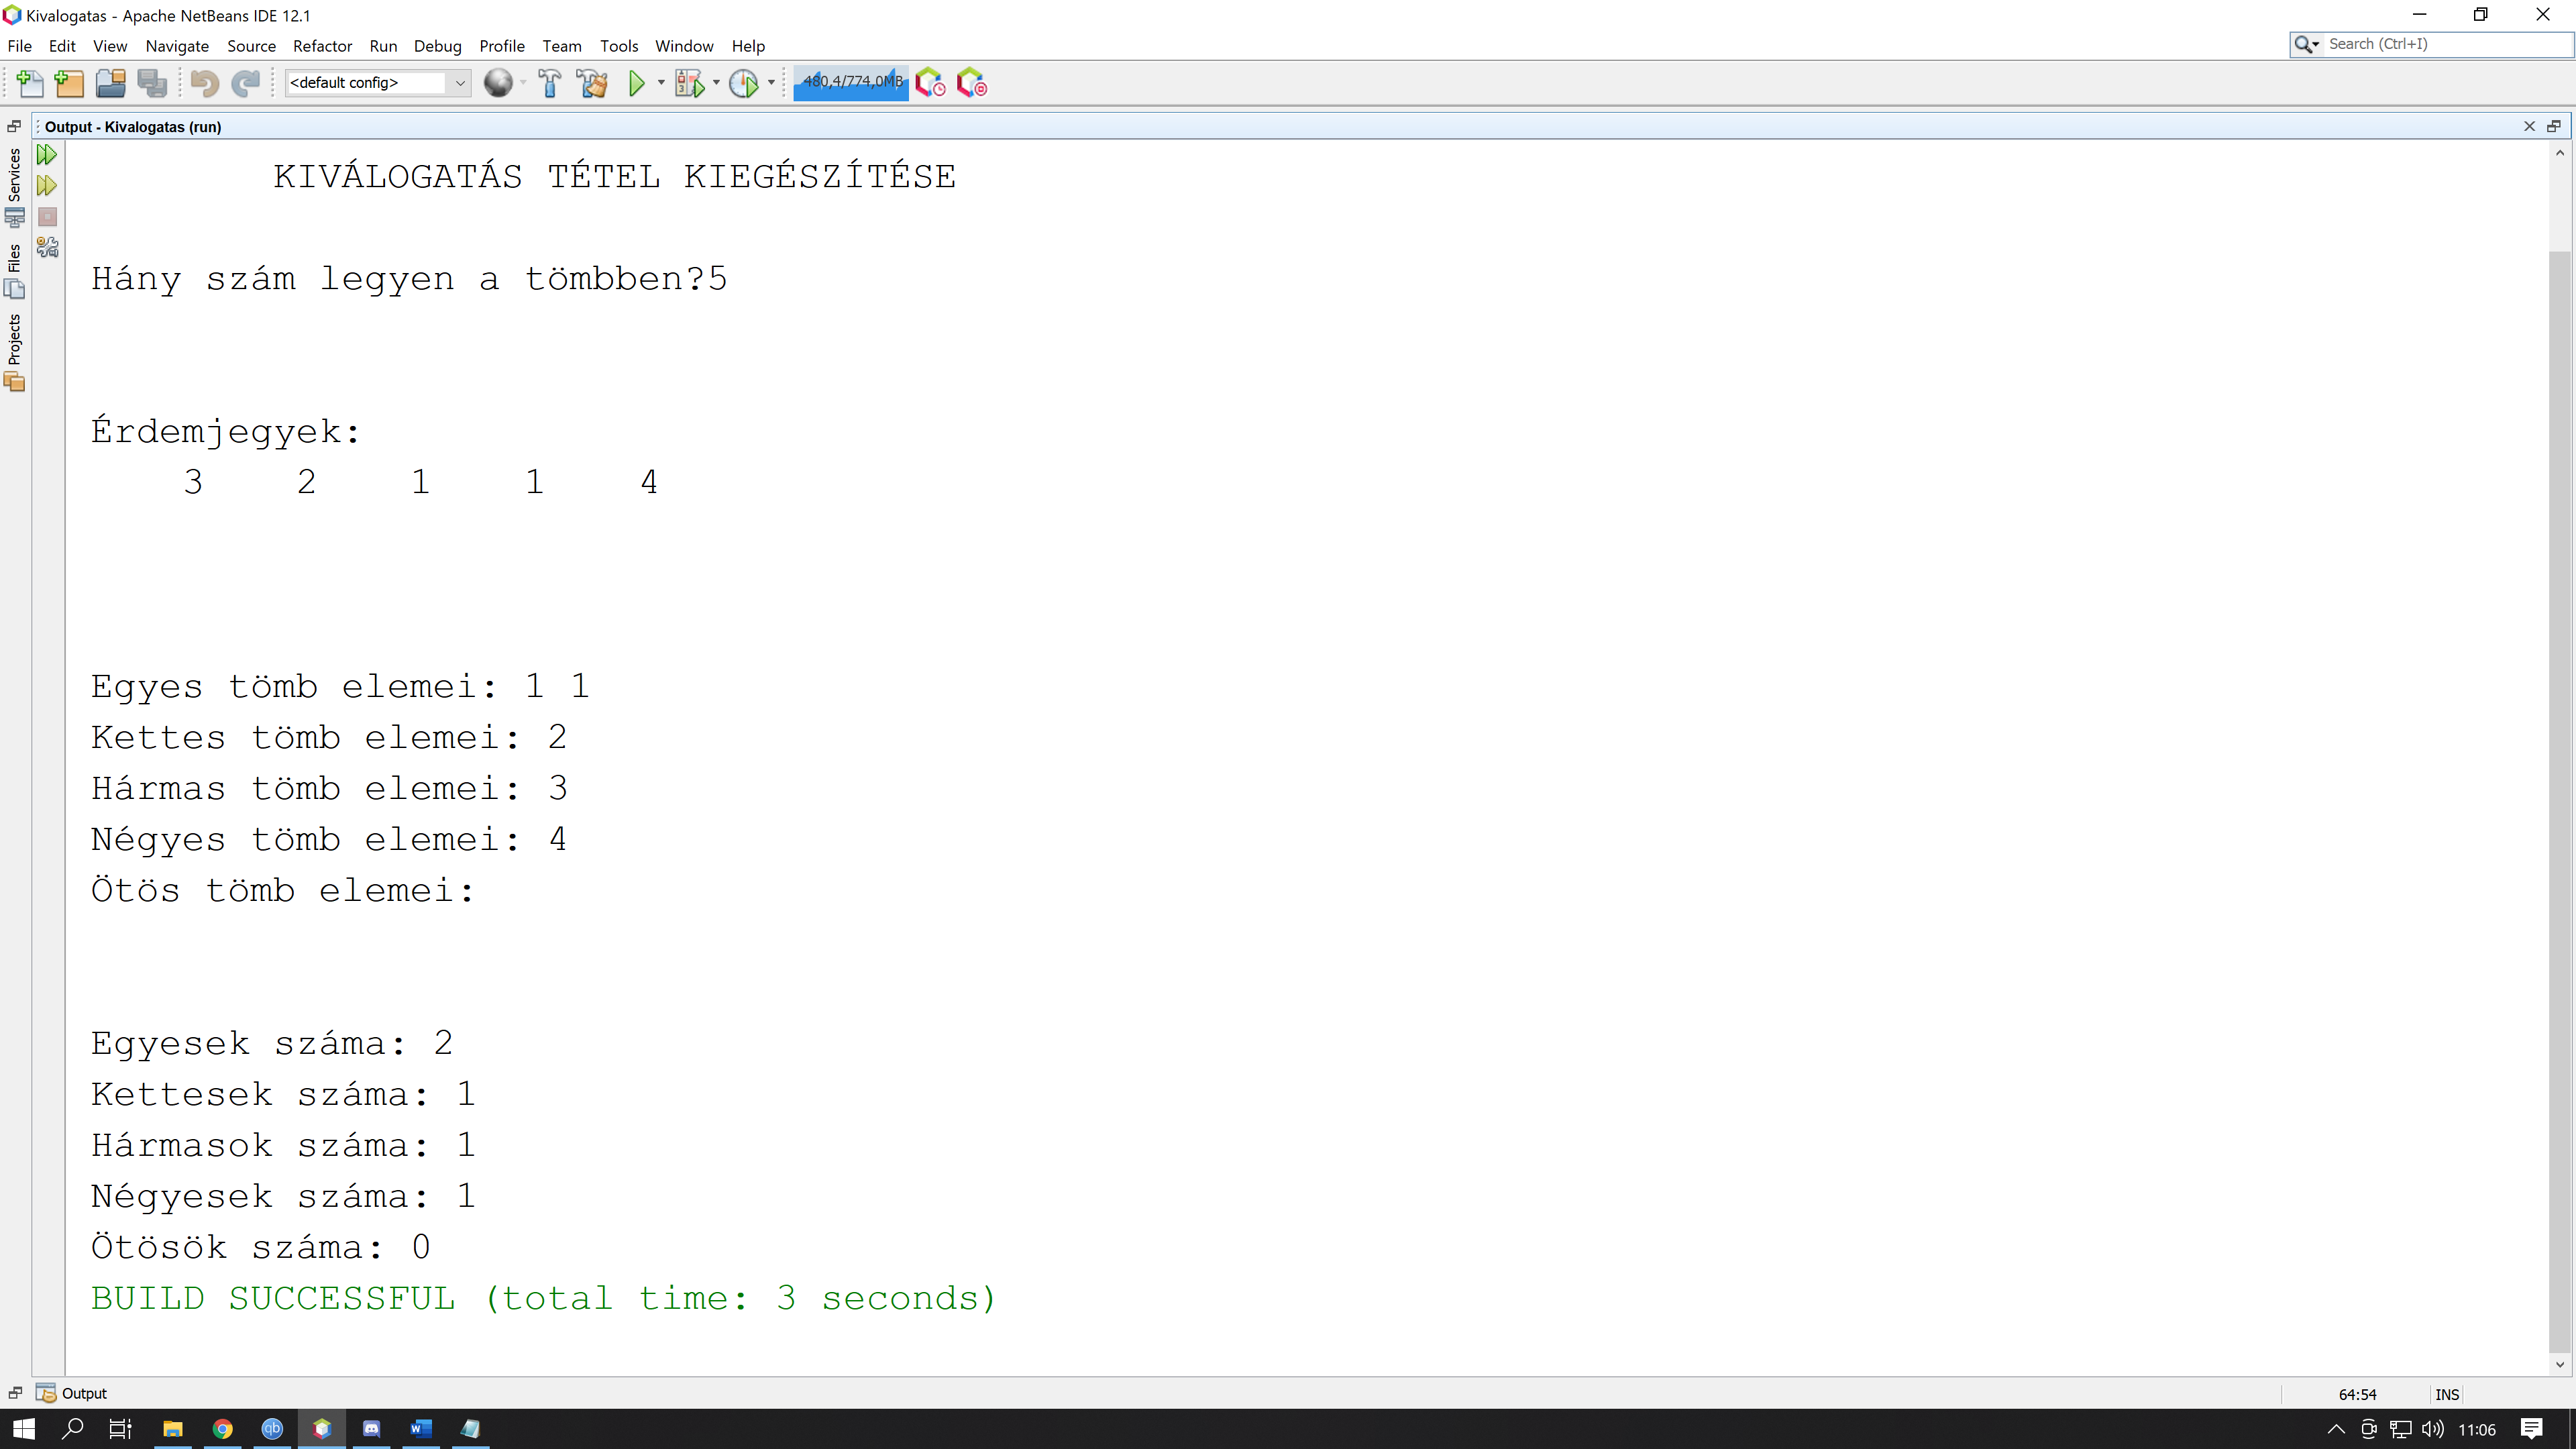 Kivalogatas - Apache NetBeans IDE 12.1
File Edit View Navigate Source Refactor Run Debug Profile Team Tools Window Help
Search (Ctrl+I)
<default config>
480,4/774,0MB
Output - Kivalogatas (run)
Services
Files
Projects
KIVÁLOGATÁS TÉTEL KIEGÉSZÍTÉSE
Hány szám legyen a tömbben?5
Érdemjegyek:
3 2 1 1 4
Egyes tömb elemei: 1 1
Kettes tömb elemei: 2
Hármas tömb elemei: 3
Négyes tömb elemei: 4
Ötös tömb elemei:
Egyesek száma: 2
Kettesek száma: 1
Hármasok száma: 1
Négyesek száma: 1
Ötösök száma: 0
BUILD SUCCESSFUL (total time: 3 seconds)
Output
64:54 INS
qb
W
11:06